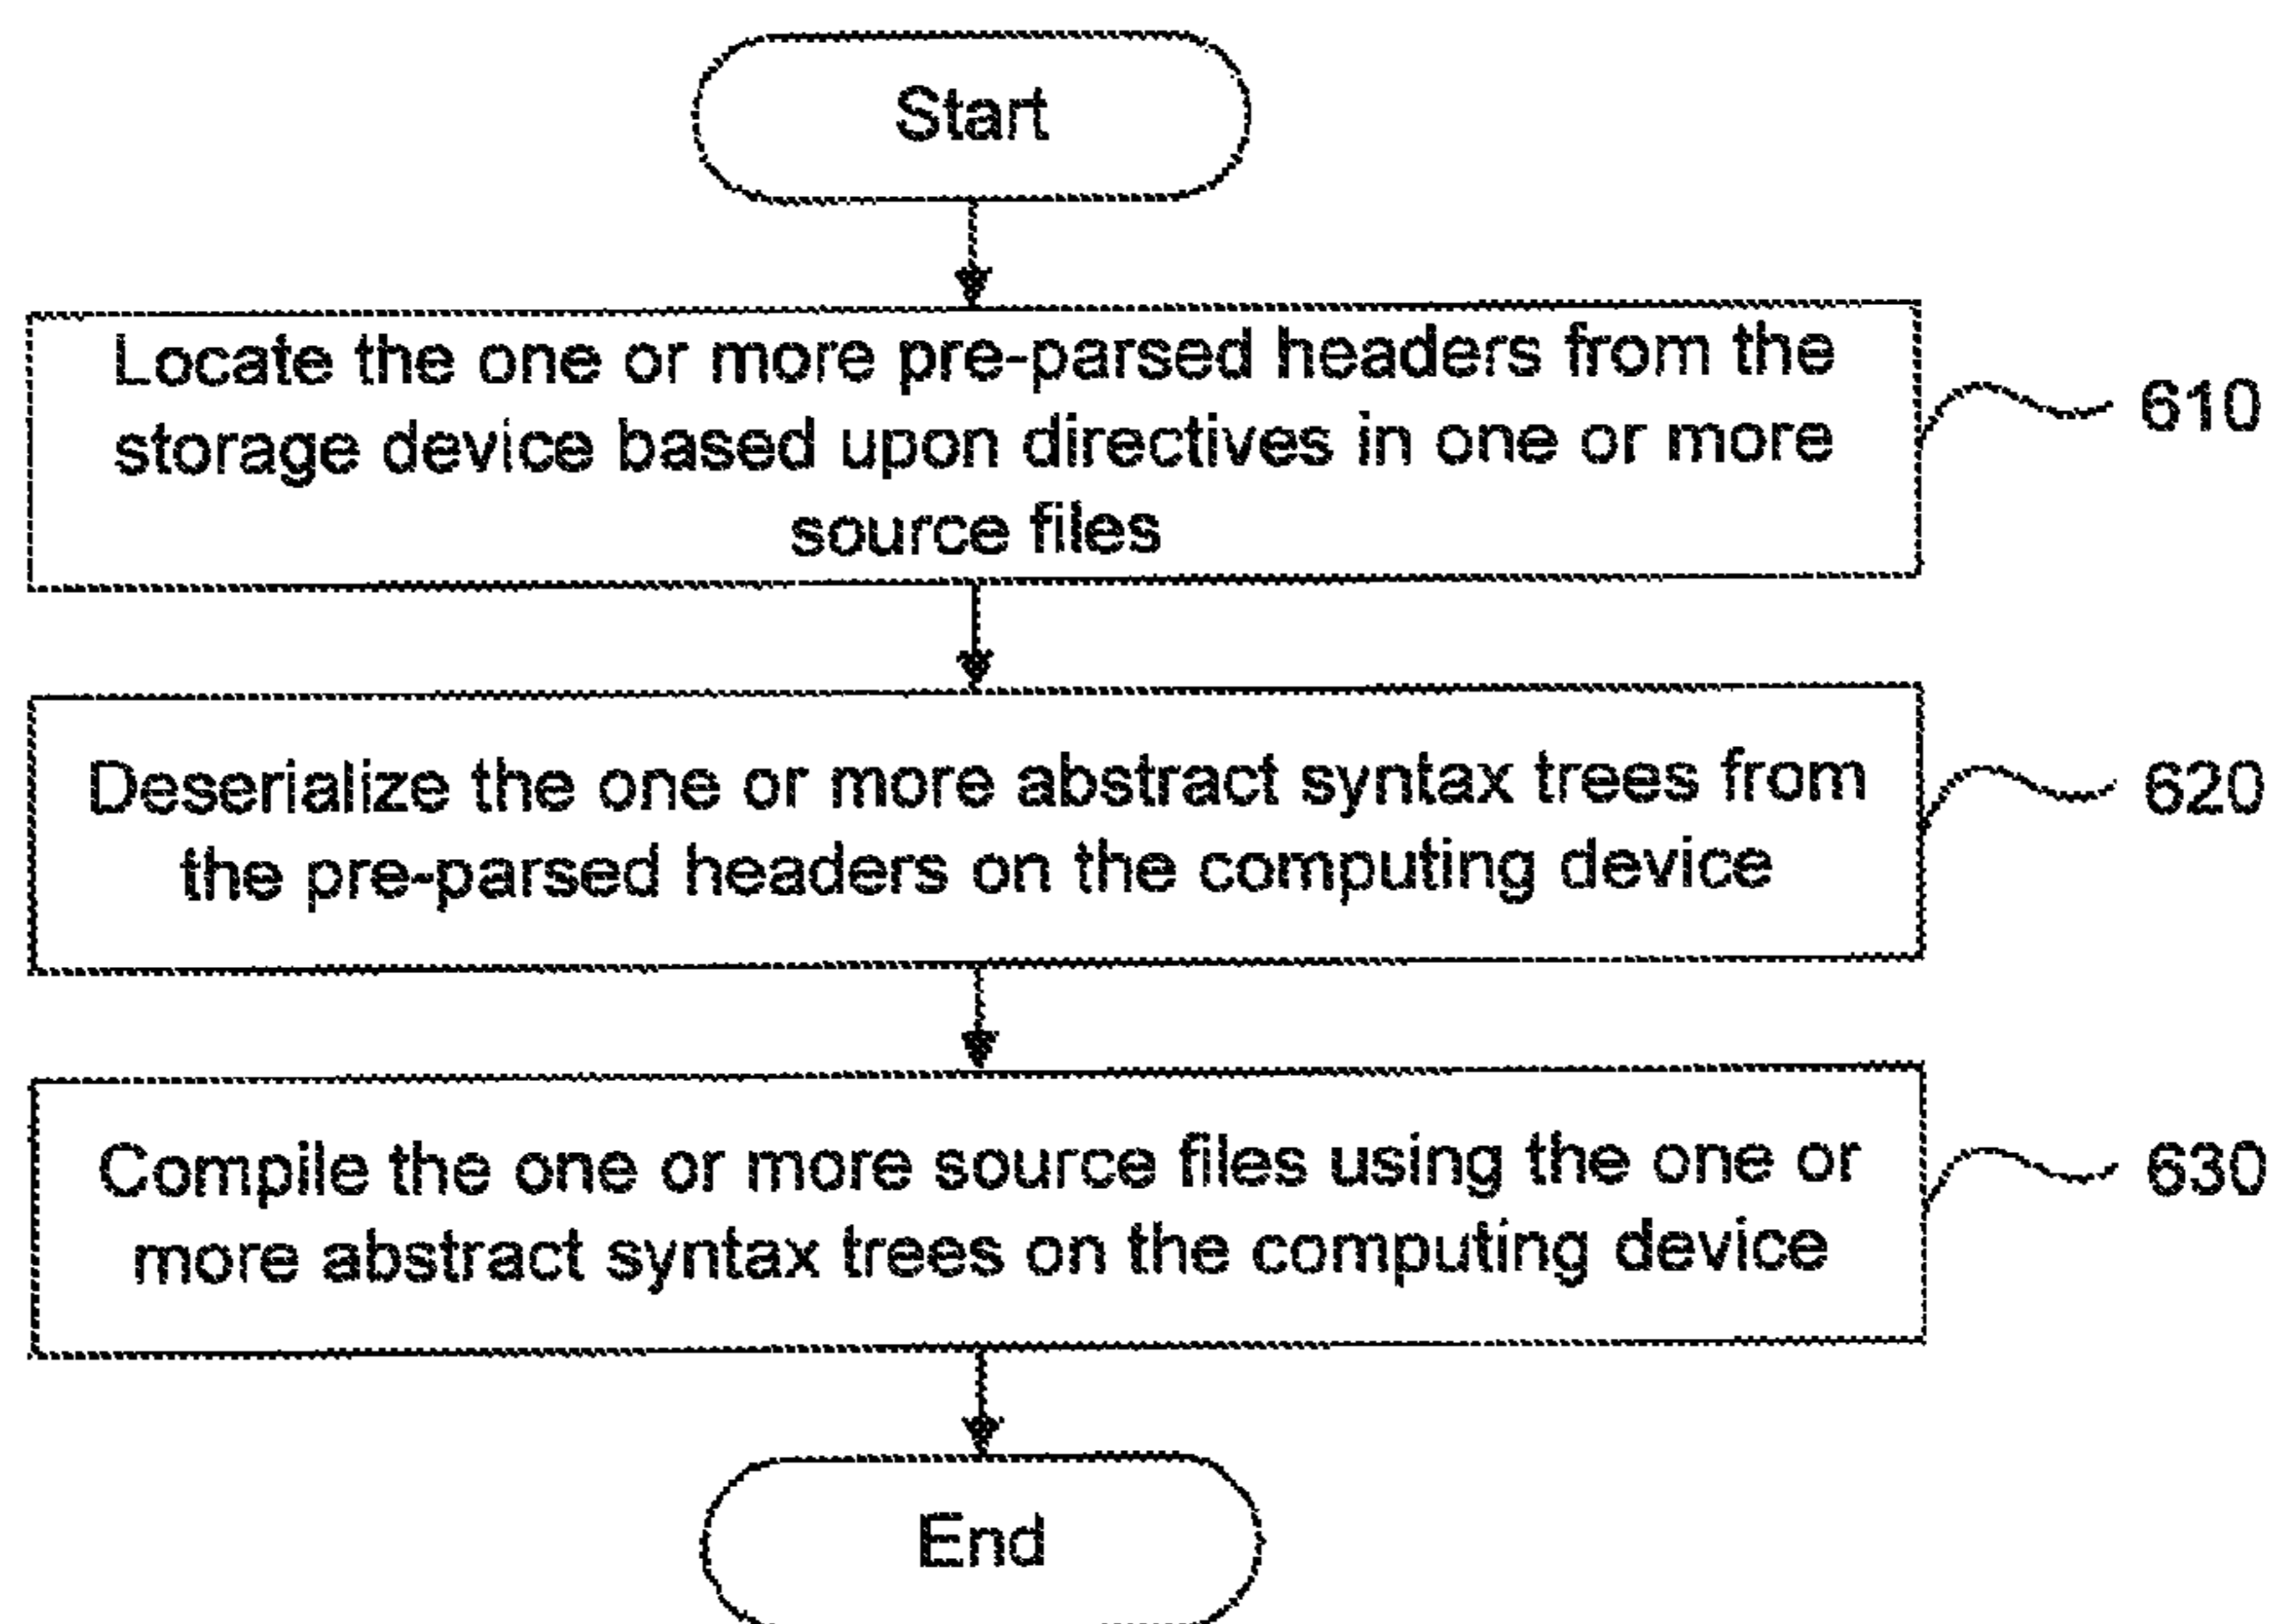 Start
Locate the one or more pre-parsed headers from the
storage device based upon directives in one or more
source files
610
Deserialize the one or more abstract syntax trees from
the pre-parsed headers on the computing device
620
Compile the one or more source files using the one or
more abstract syntax trees on the computing device
630
End